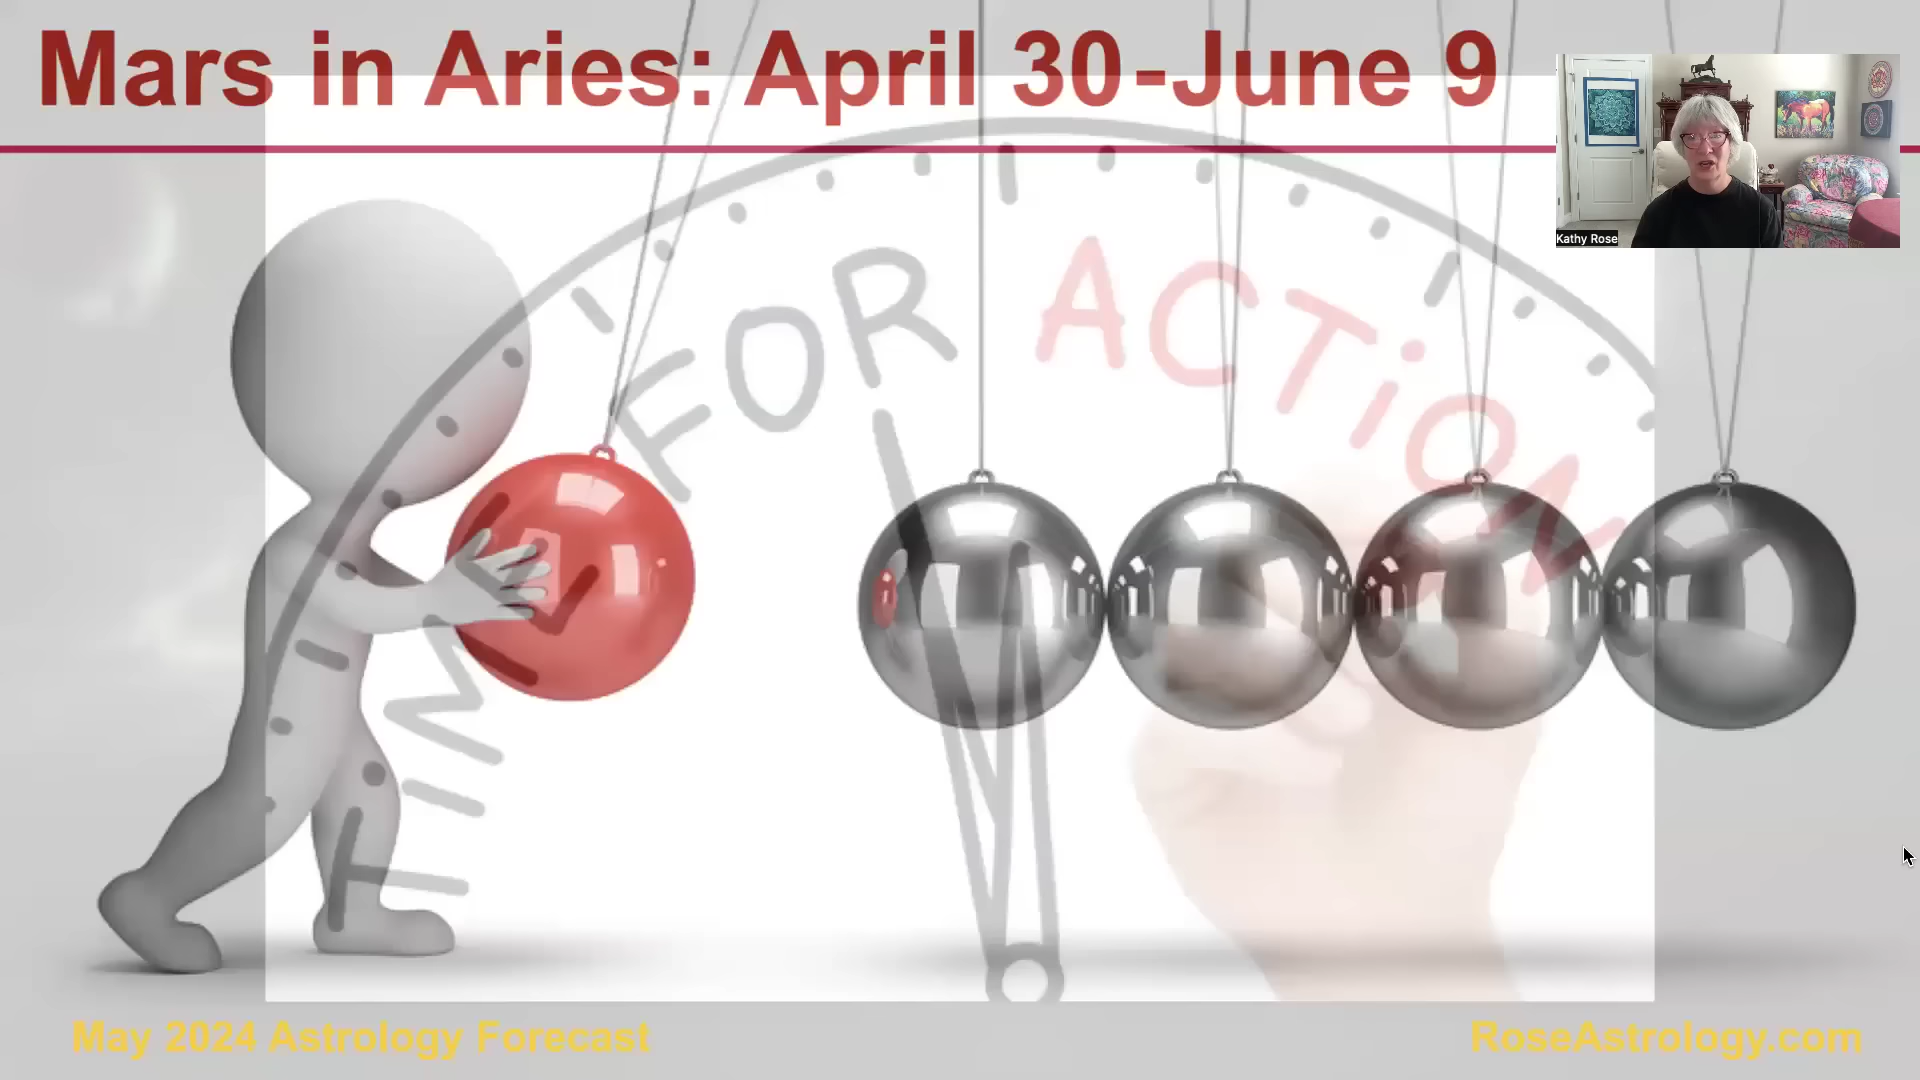 Mars in Aries: April 30-June 9
Kathy Rose
TIME FOR ACTiON
May 2024 Astrology Forecast
RoseAstrology.com